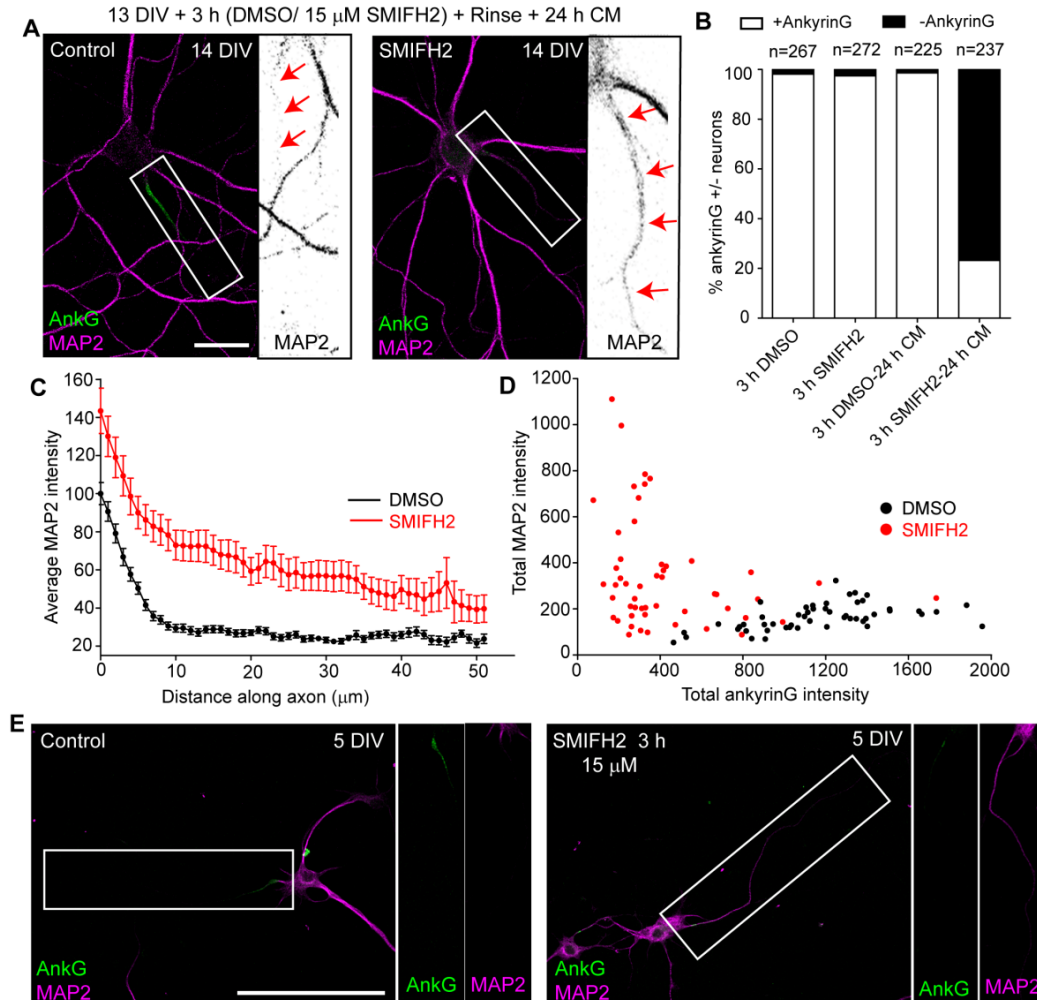 13 DIV + 3 h (DMSO/ 15 μM SMIFH2) + Rinse + 24 h CM
A
Control 14 DIV
AnkG
MAP2
MAP2
SMIFH2 14 DIV
AnkG
MAP2
MAP2
B
+AnkyrinG -AnkyrinG
n=267 n=272 n=225 n=237
% ankyrinG +/- neurons
100
80
60
40
20
0
3 h DMSO
3 h SMIFH2
3 h DMSO-24 h CM
3 h SMIFH2-24 h CM
C
Average MAP2 intensity
160
140
120
100
80
60
40
20
DMSO
SMIFH2
0 10 20 30 40 50
Distance along axon (μm)
D
Total MAP2 intensity
1200
1000
800
600
400
200
0
DMSO
SMIFH2
0 400 800 1200 1600 2000
Total ankyrinG intensity
E
Control 5 DIV
AnkG
MAP2
AnkG
MAP2
SMIFH2 3 h 5 DIV
15 μM
AnkG
MAP2
AnkG
MAP2